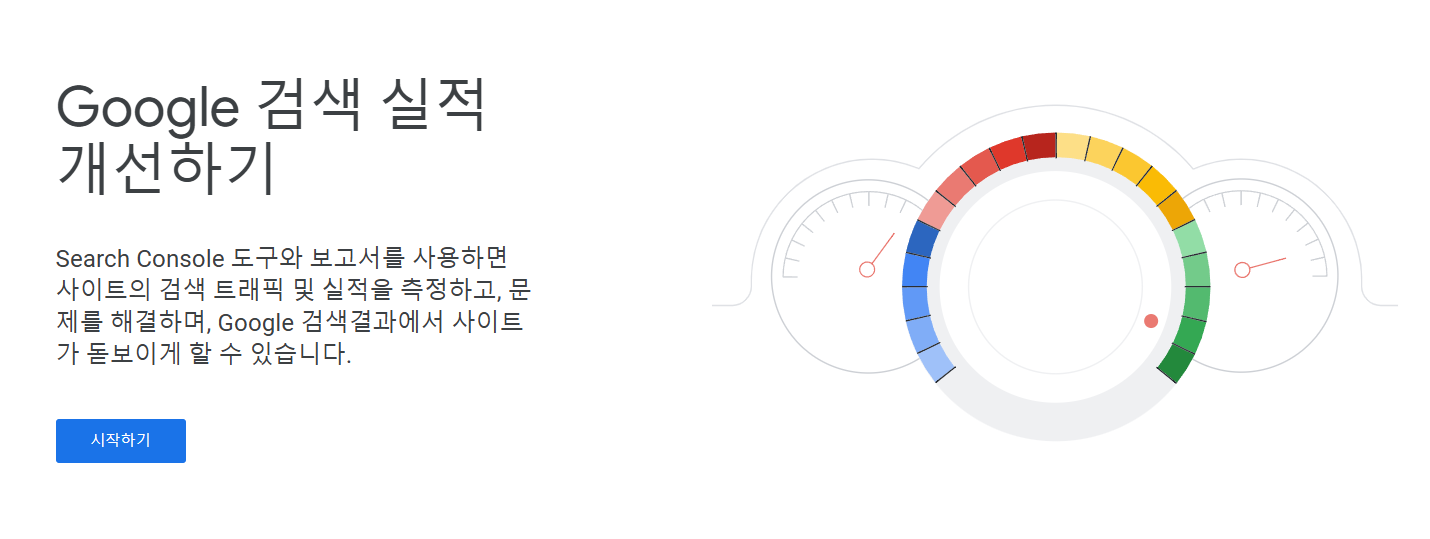 Google 검색 실적
개선하기
Search Console 도구와 보고서를 사용하면
사이트의 검색 트래픽 및 실적을 측정하고, 문
제를 해결하며, Google 검색결과에서 사이트
가 돋보이게 할 수 있습니다.
시작하기